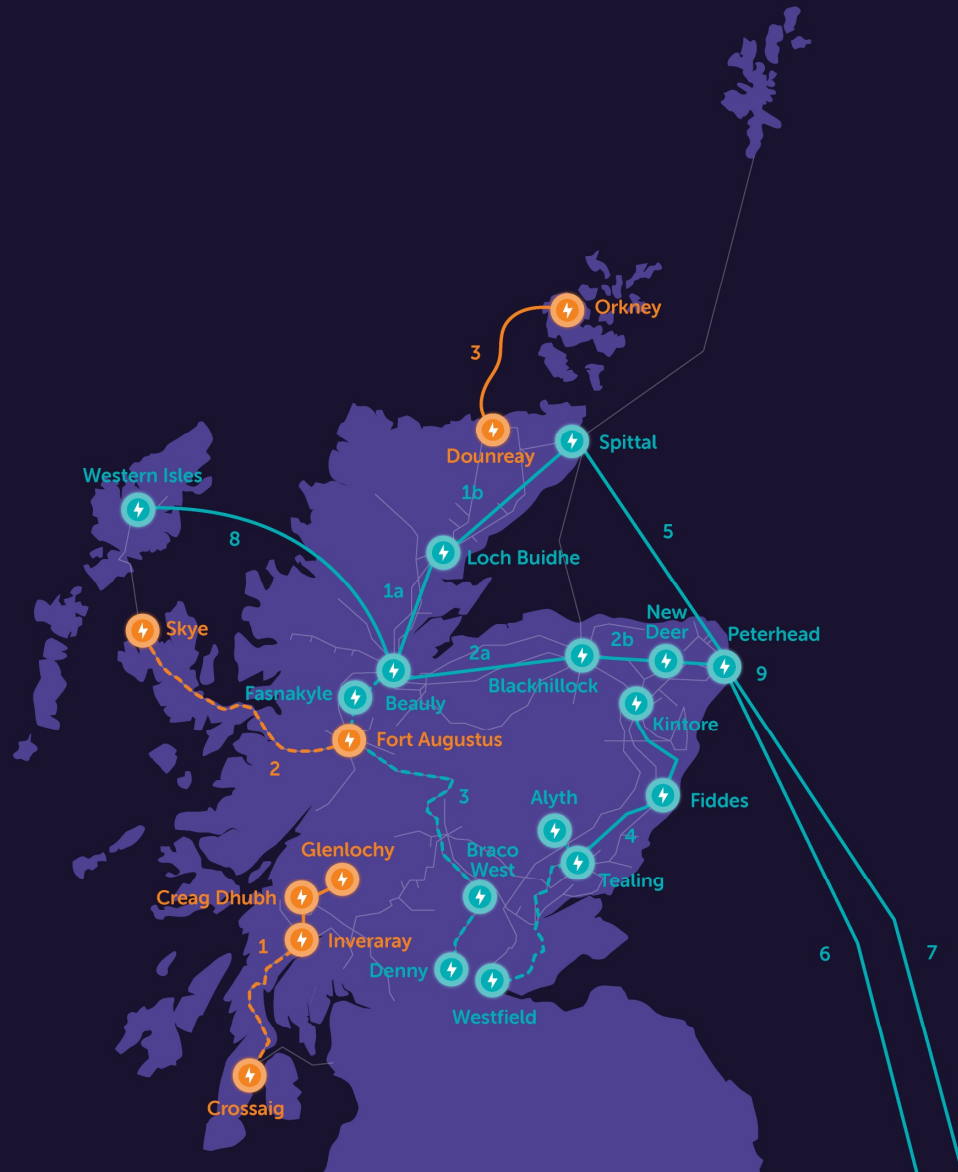 Orkney
3
Dounreay
Spittal
Western Isles
1b
8
5
Loch Buidhe
1a
New
Deer
Skye
2b
Peterhead
2a
9
Blackhillock
Fasnakyle
Beauly
Kintore
Fort Augustus
2
3
Alyth
Fiddes
4
Glenlochy
Braco
West
Tealing
Creag Dhubh
1
Inveraray
6
7
Denny
Westfield
Crossaig